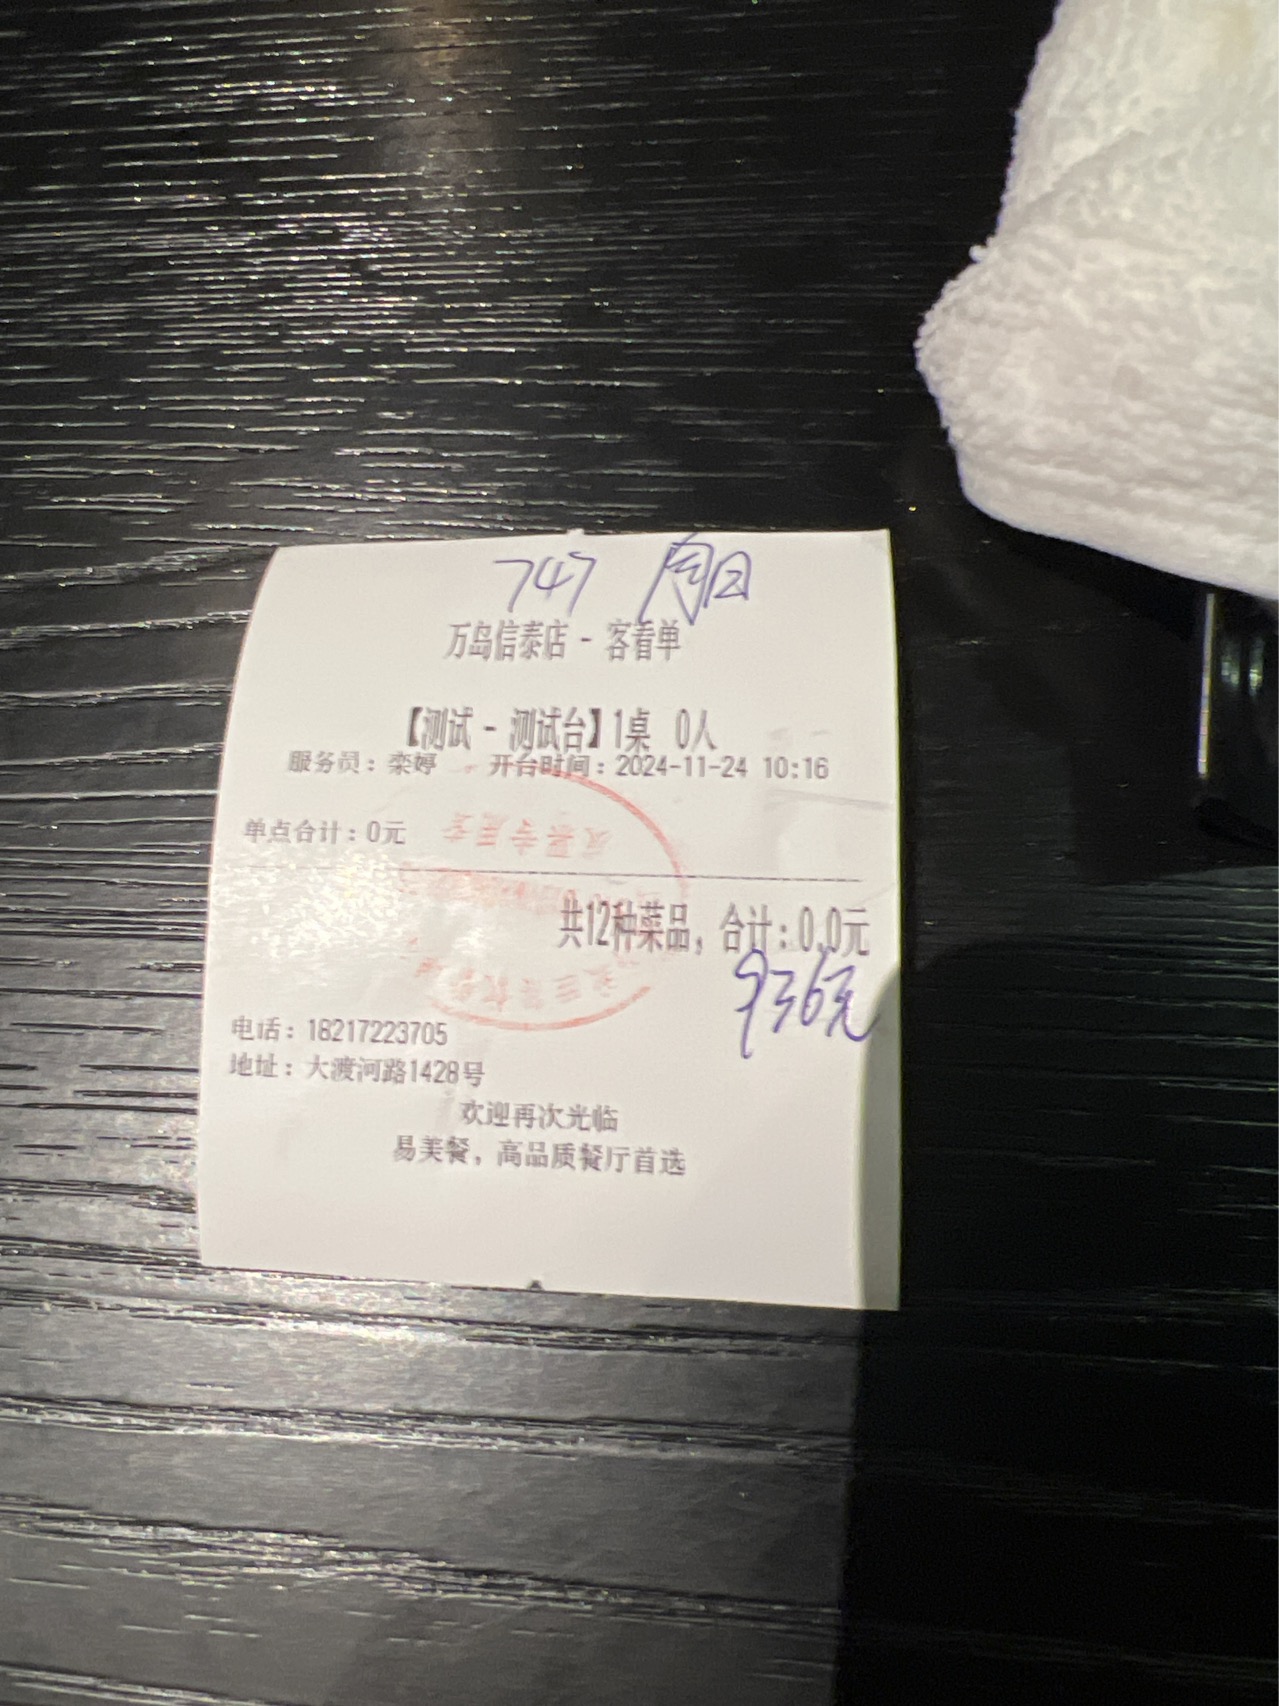 747 周日
万岛信泰店 - 客看单
【测试 - 测试台】1桌 0人
服务员：栾婷 开台时间：2024-11-24 10:16
单点合计：0元
共12种菜品，合计：0.0元
936元
电话：18217223705
地址：大渡河路1428号
欢迎再次光临
易美餐，高品质餐厅首选